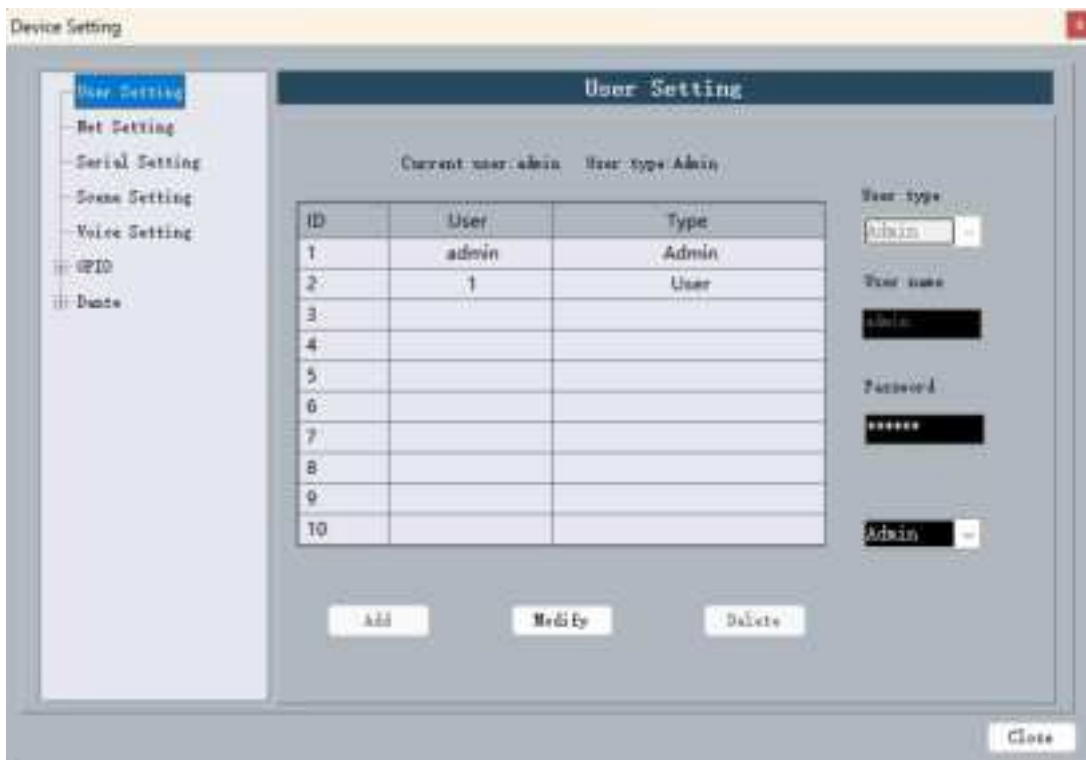 Device Setting
User Setting
Net Setting
Serial Setting
Scene Setting
Voice Setting
GPIO
Dante
User Setting
Current user admin User type Admin
ID User Type
1 admin Admin
2 1 User
3
4
5
6
7
8
9
10
User type
Admin
User name
admin
Password
******
Admin
Add Modify Delete
Close